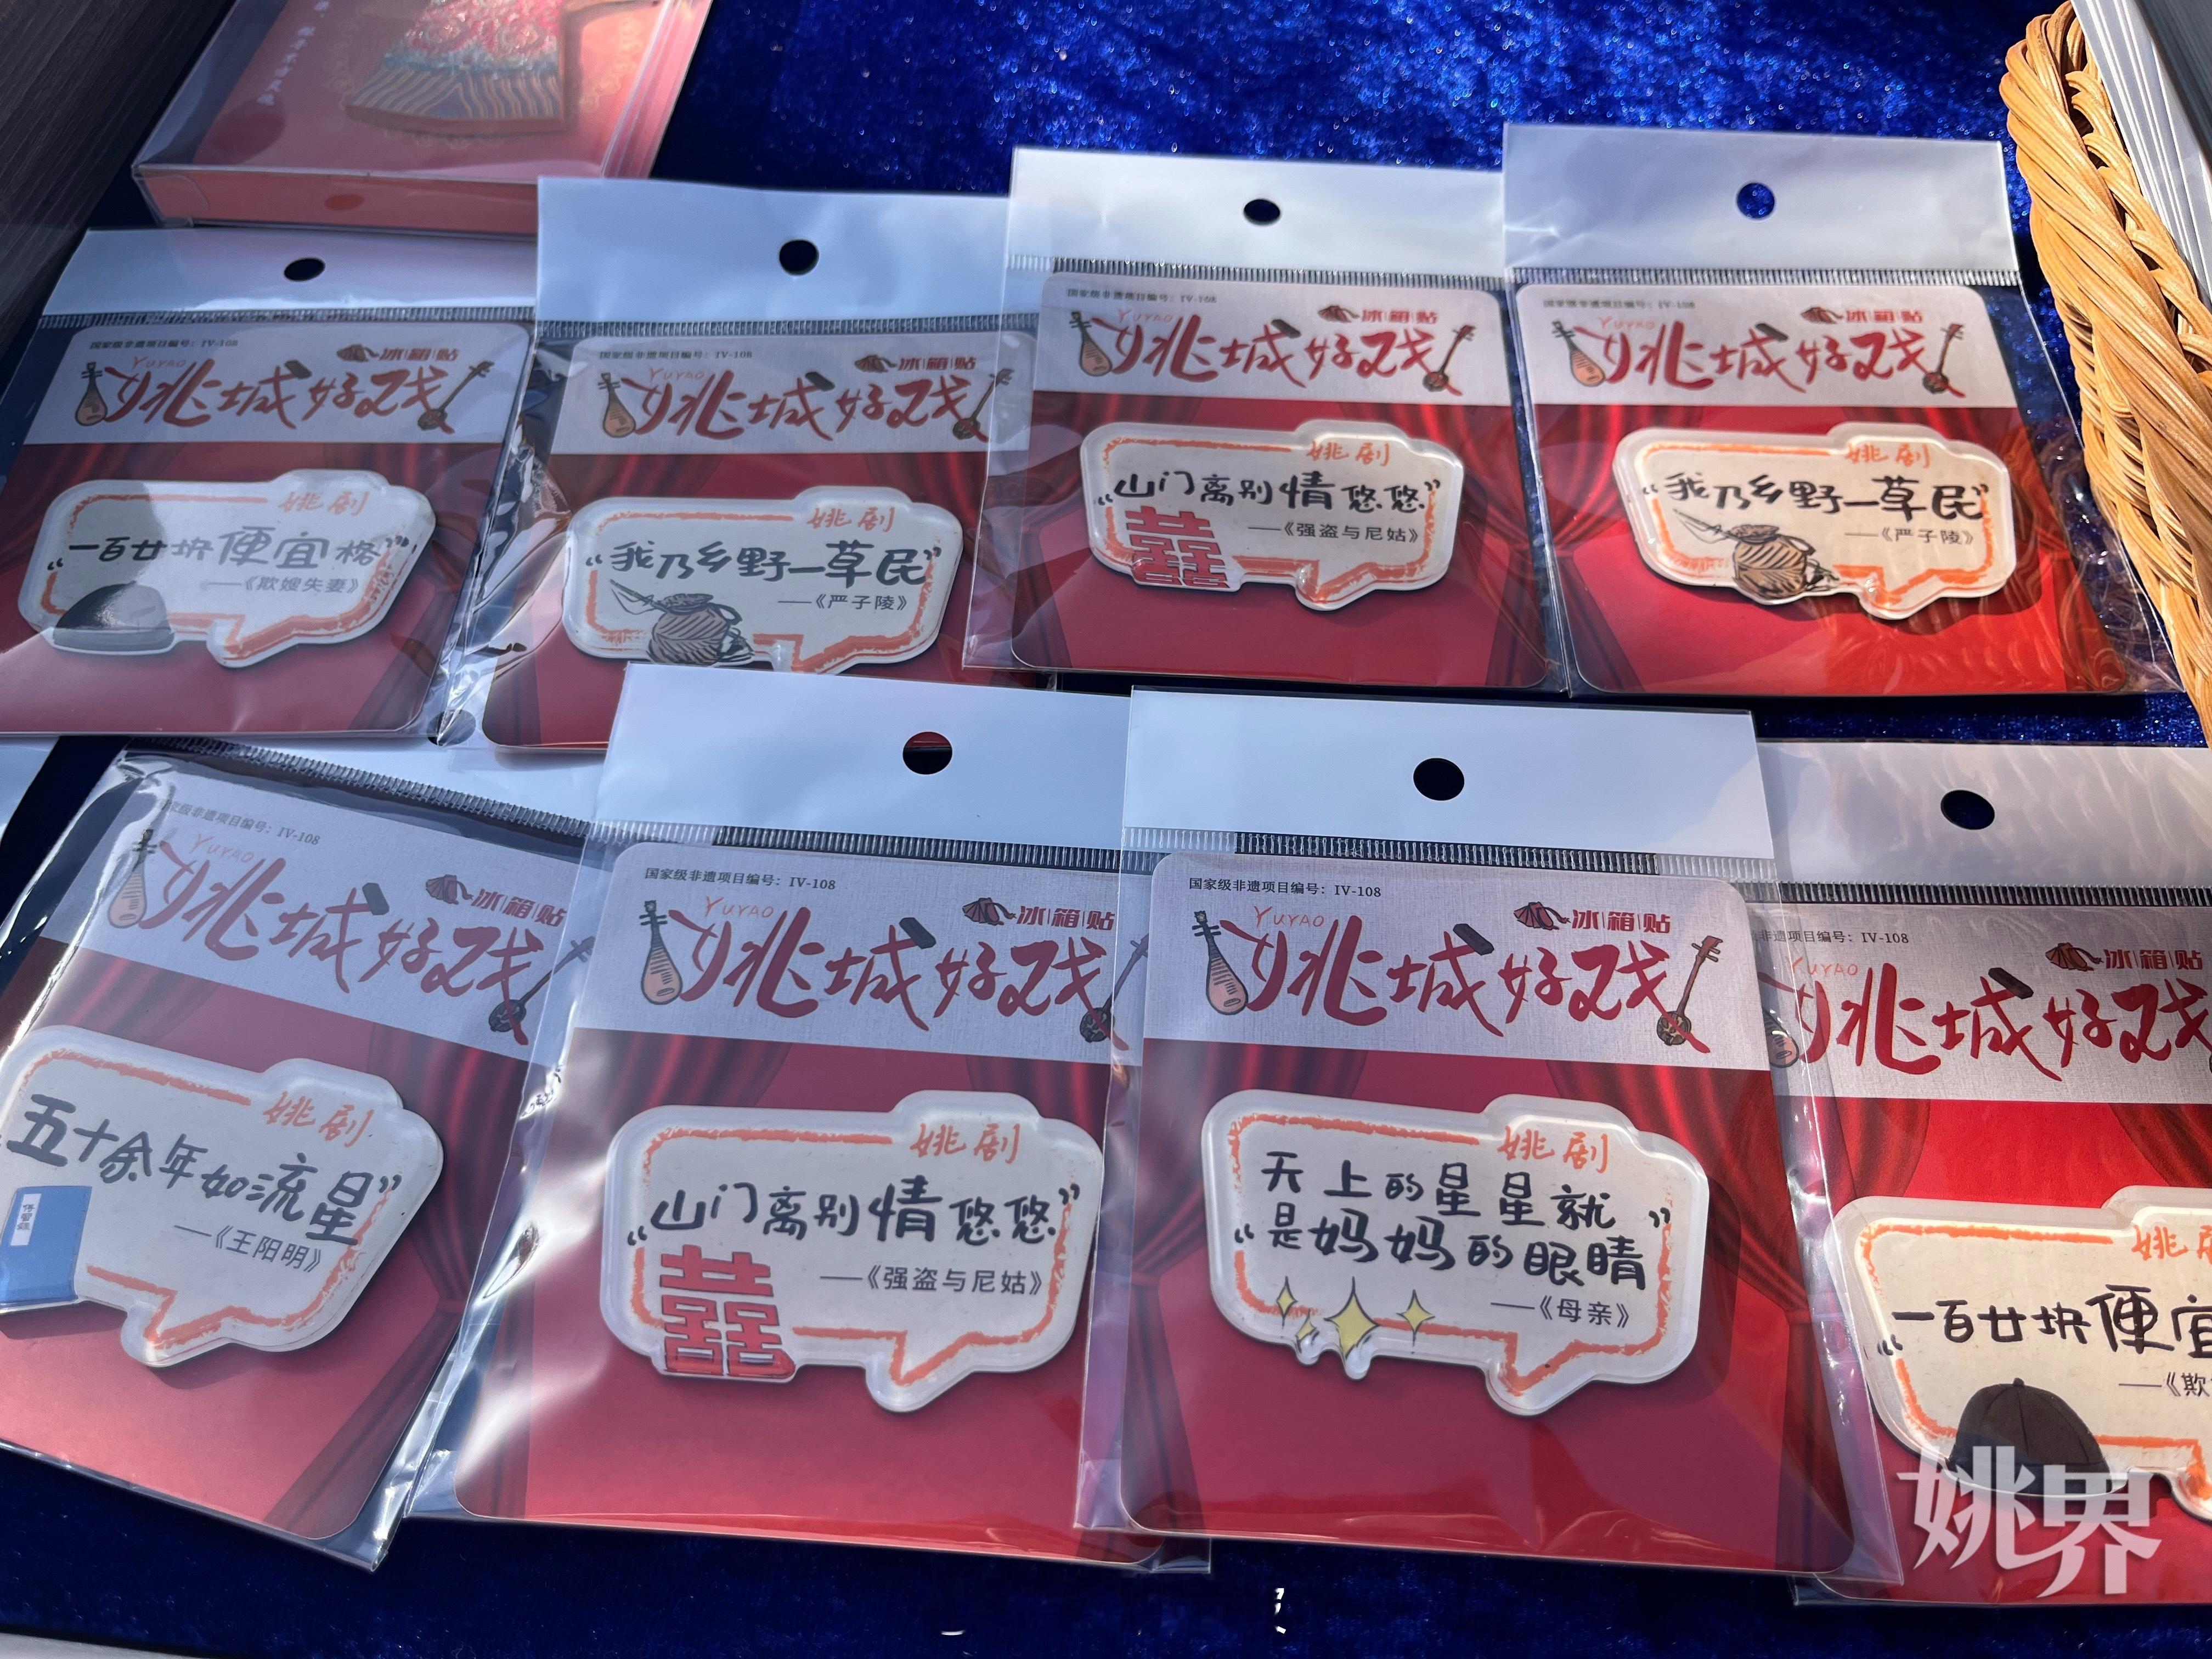 国家级非遗项目编号：IV-108
YUYAO
冰箱贴
姚城好戏
姚剧
“一百廿块便宜格”
——《欺嫂失妻》
国家级非遗项目编号：IV-108
YUYAO
冰箱贴
姚城好戏
姚剧
“我乃乡野一草民”
——《严子陵》
国家级非遗项目编号：IV-108
YUYAO
冰箱贴
姚城好戏
姚剧
“山门离别情悠悠”
——《强盗与尼姑》
国家级非遗项目编号：IV-108
YUYAO
冰箱贴
姚城好戏
姚剧
“我乃乡野一草民”
——《严子陵》
国家级非遗项目编号：IV-108
YUYAO
冰箱贴
姚城好戏
姚剧
五十余年如流星”
——《王阳明》
国家级非遗项目编号：IV-108
YUYAO
冰箱贴
姚城好戏
姚剧
“山门离别情悠悠”
——《强盗与尼姑》
囍
国家级非遗项目编号：IV-108
YUYAO
冰箱贴
姚城好戏
姚剧
天上的星星就
“是妈妈的眼睛”
——《母亲》
非遗项目编号：IV-108
YUYAO
冰箱贴
姚城好戏
姚
“一百廿块便宜
——《欺
姚界